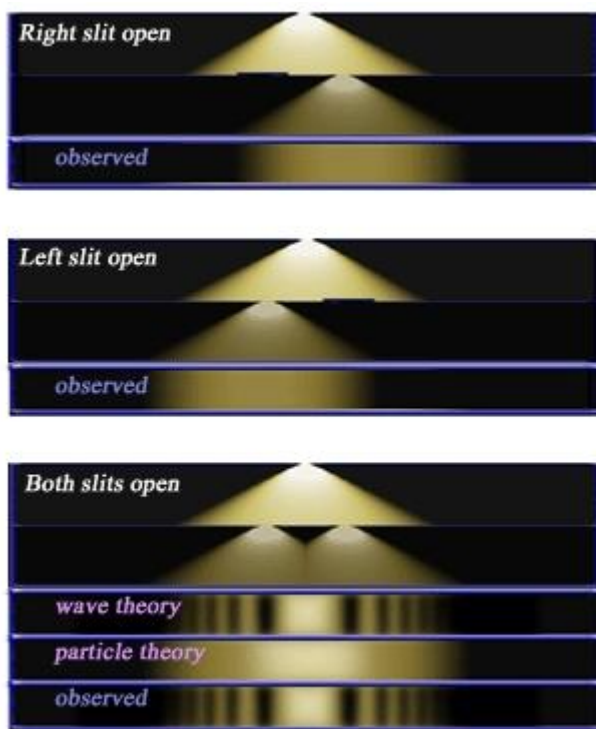 Right slit open
observed
Left slit open
observed
Both slits open
wave theory
particle theory
observed